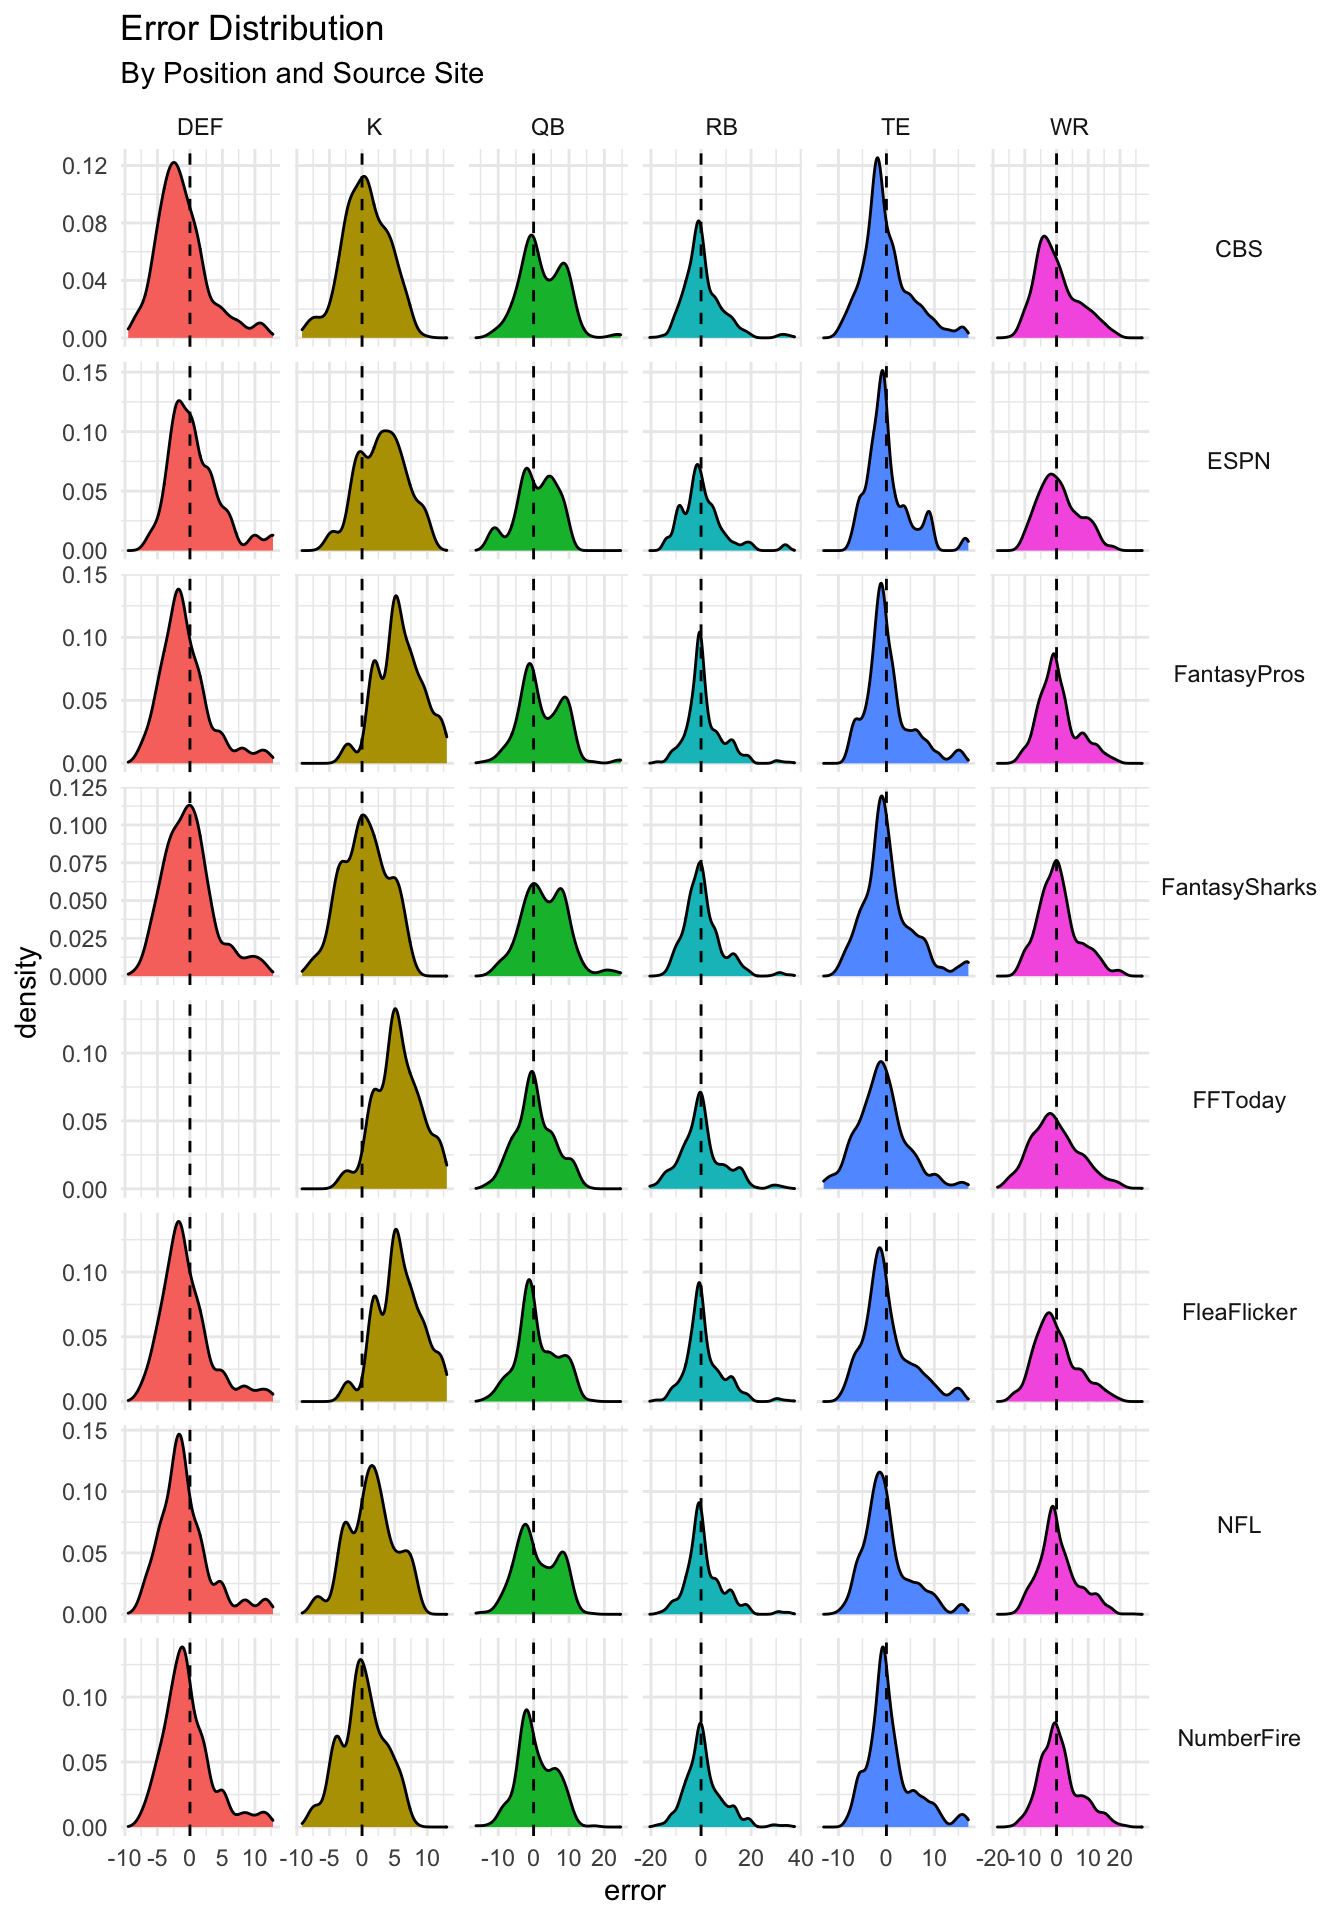 Error Distribution
By Position and Source Site
DEF K QB RB TE WR
0.12
0.08
0.04
0.00
CBS
0.15
0.10
0.05
0.00
ESPN
0.15
0.10
0.05
0.00
FantasyPros
0.125
0.100
0.075
0.050
0.025
0.000
FantasySharks
density
0.10
0.05
0.00
FFToday
0.10
0.05
0.00
FleaFlicker
0.15
0.10
0.05
0.00
NFL
0.10
0.05
0.00
NumberFire
-10 -5 0 5 10 -10 -5 0 5 10 -10 0 10 20 -20 0 20 40 -10 0 10 -20 -10 0 10 20
error